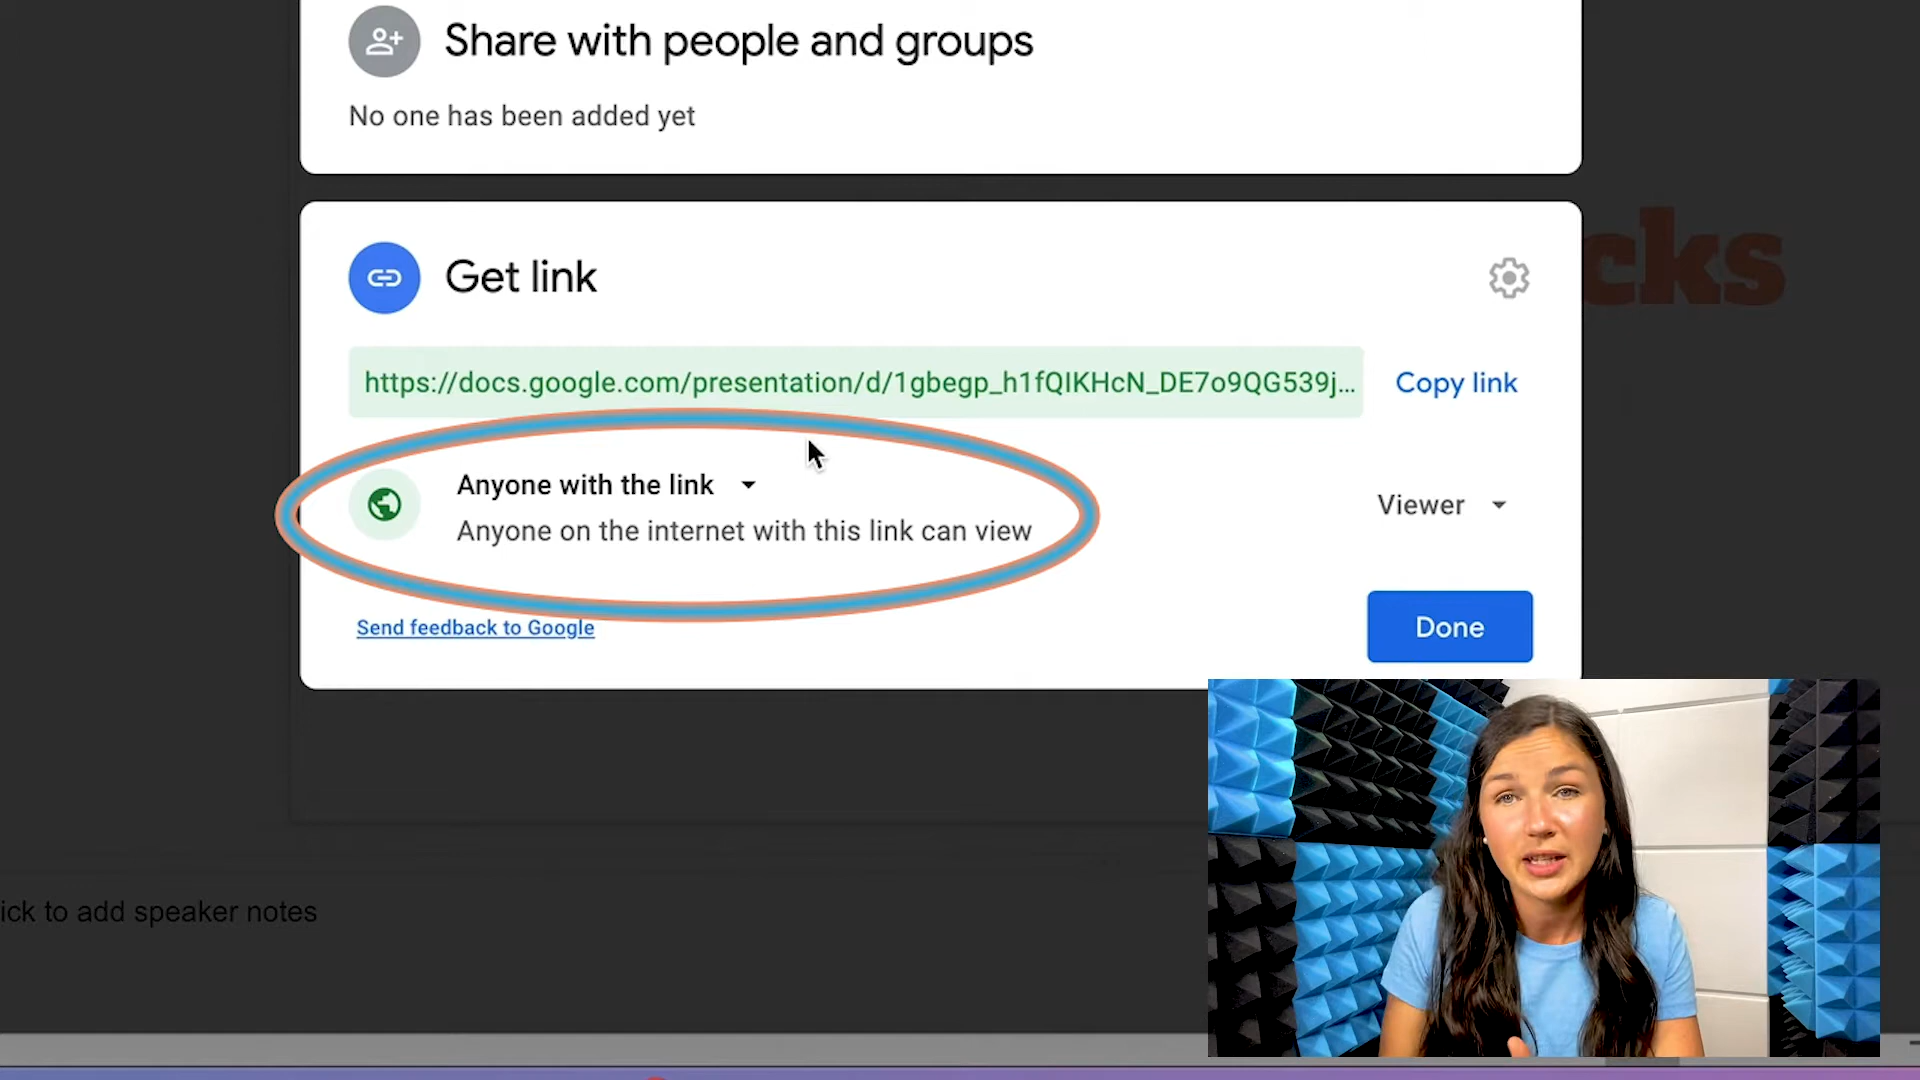 Share with people and groups
No one has been added yet
cks
Get link
https://docs.google.com/presentation/d/1gbegp_h1fQIKHcN_DE7o9QG539j...
Copy link
Anyone with the link
Anyone on the internet with this link can view
Viewer
Send feedback to Google
Done
ick to add speaker notes